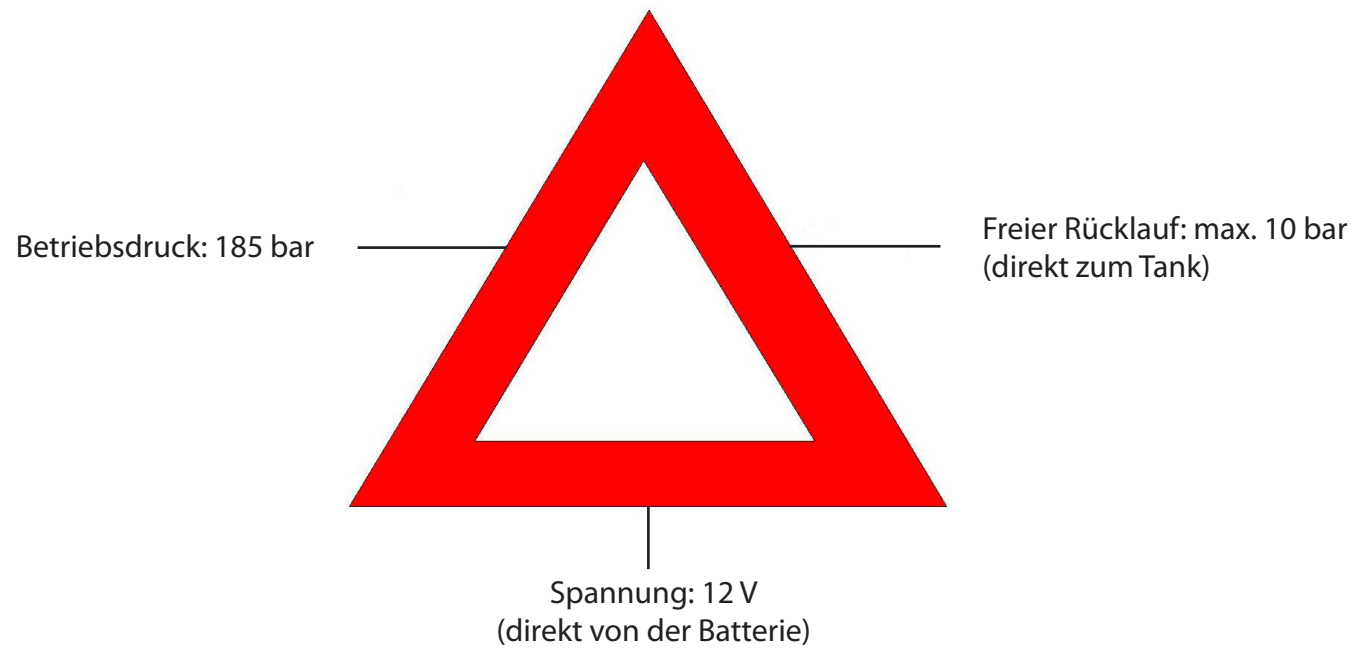 Betriebsdruck: 185 bar
Freier Rücklauf: max. 10 bar
(direkt zum Tank)
Spannung: 12 V
(direkt von der Batterie)